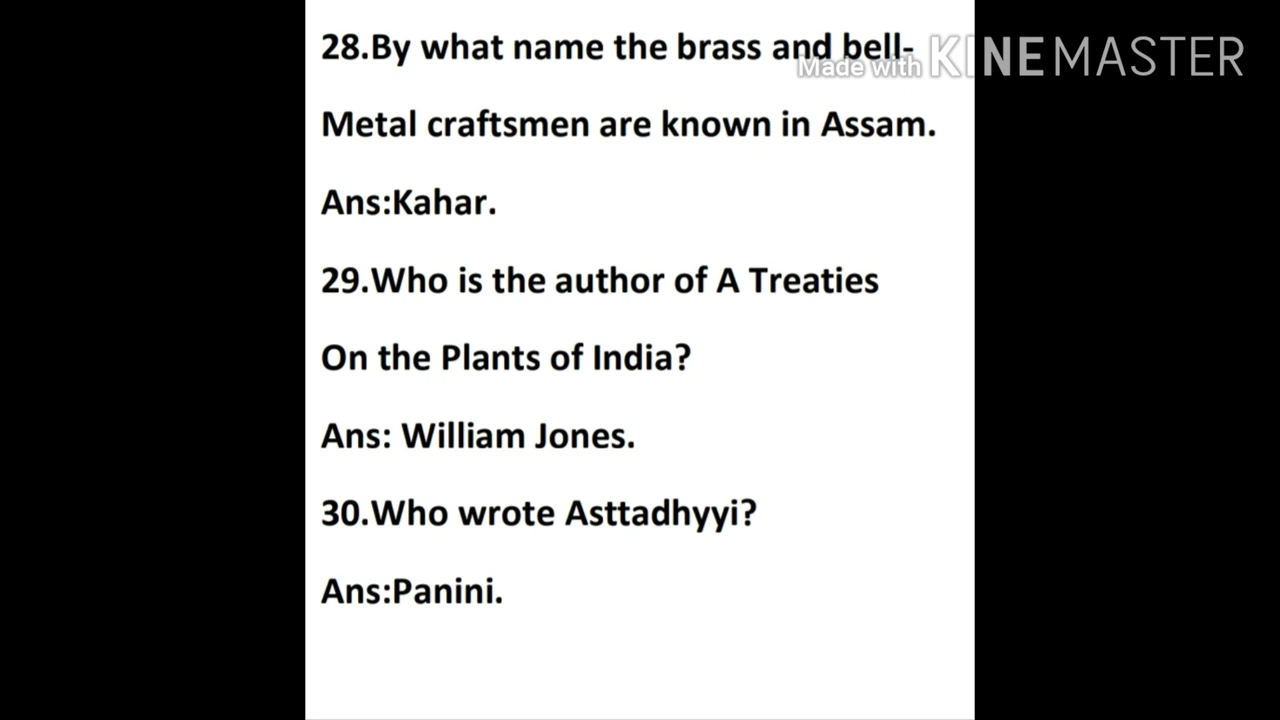 28.By what name the brass and bell-
Made with KINEMASTER
Metal craftsmen are known in Assam.
Ans:Kahar.
29.Who is the author of A Treaties
On the Plants of India?
Ans: William Jones.
30.Who wrote Asttadhyyi?
Ans:Panini.